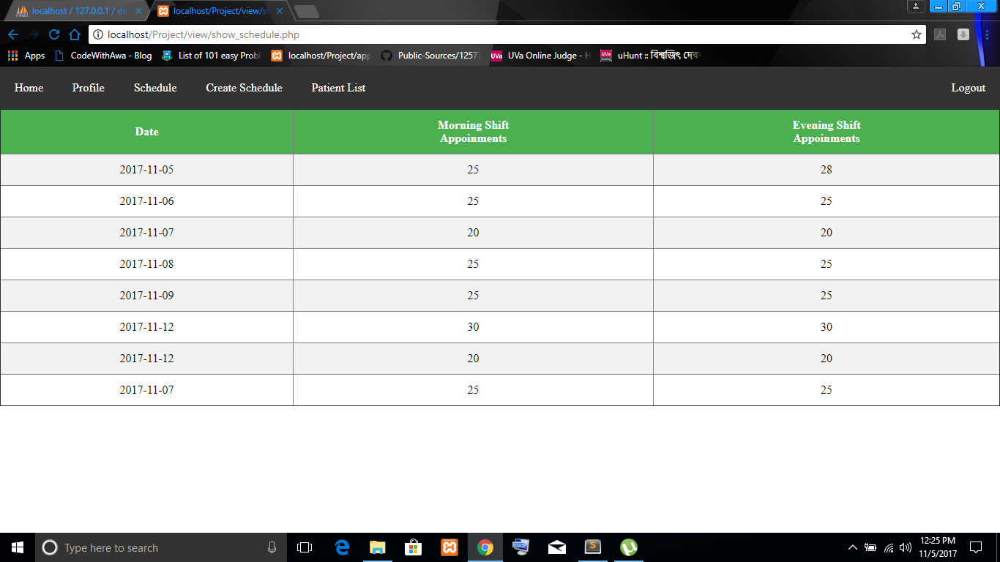 localhost / 127.0.0.1 / do
localhost/Project/view/sh
localhost/Project/view/show_schedule.php
Apps
CodeWithAwa - Blog
List of 101 easy Probl
localhost/Project/app
Public-Sources/12577
UVa Online Judge - H
uHunt :: বিশ্বজিৎ দেব
Home
Profile
Schedule
Create Schedule
Patient List
Logout
Date
Morning Shift
Appoinments
Evening Shift
Appoinments
2017-11-05 25 28
2017-11-06 25 25
2017-11-07 20 20
2017-11-08 25 25
2017-11-09 25 25
2017-11-12 30 30
2017-11-12 20 20
2017-11-07 25 25
Type here to search
12:25 PM
11/5/2017